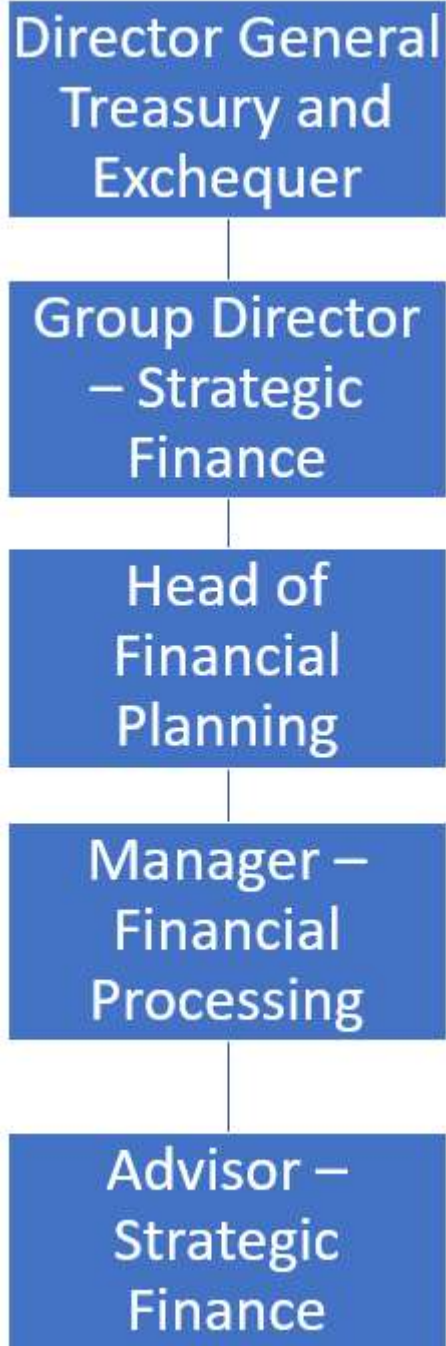 Director General
Treasury and
Exchequer
Group Director
– Strategic
Finance
Head of
Financial
Planning
Manager –
Financial
Processing
Advisor –
Strategic
Finance